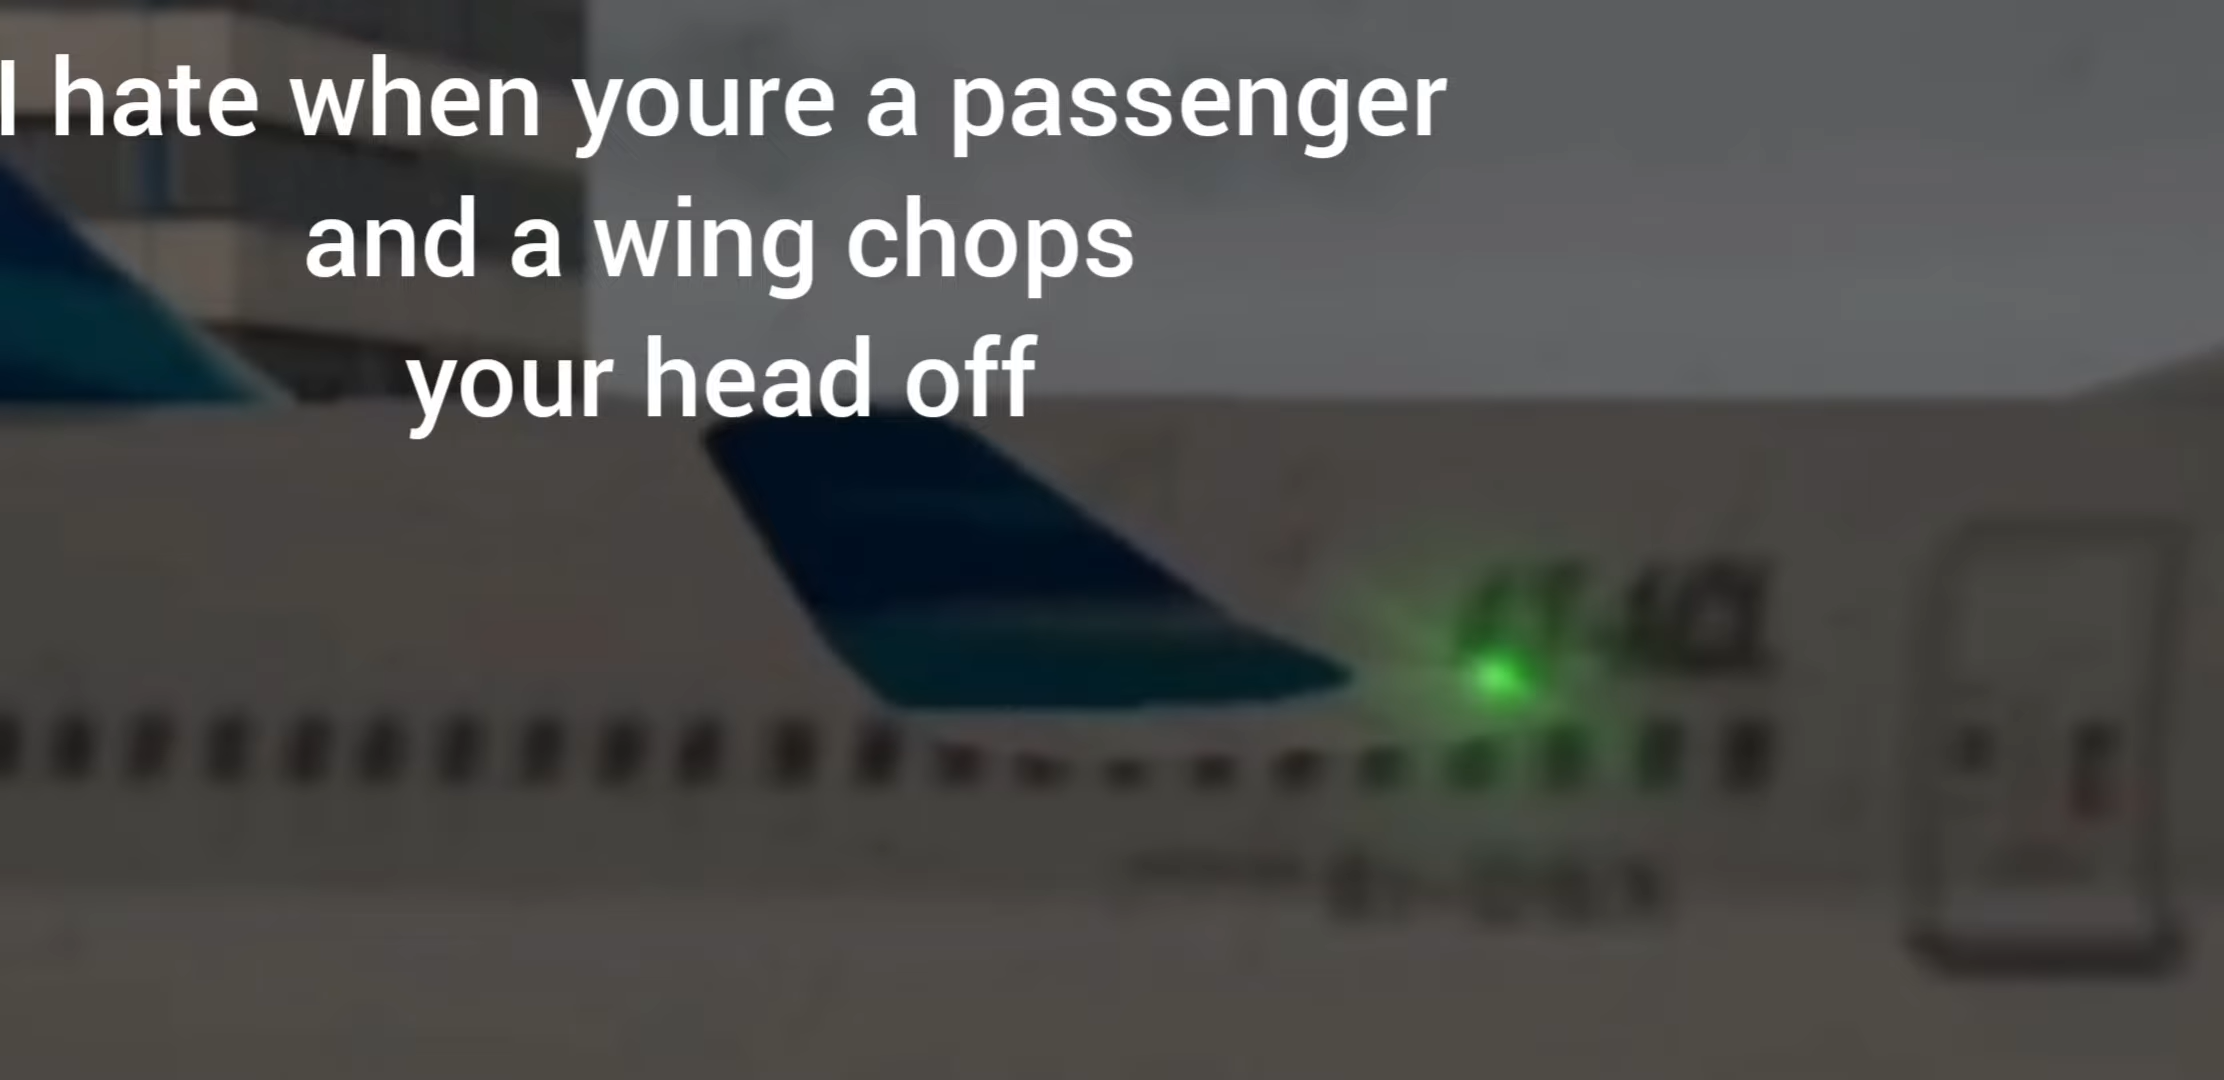 I hate when youre a passenger
and a wing chops
your head off